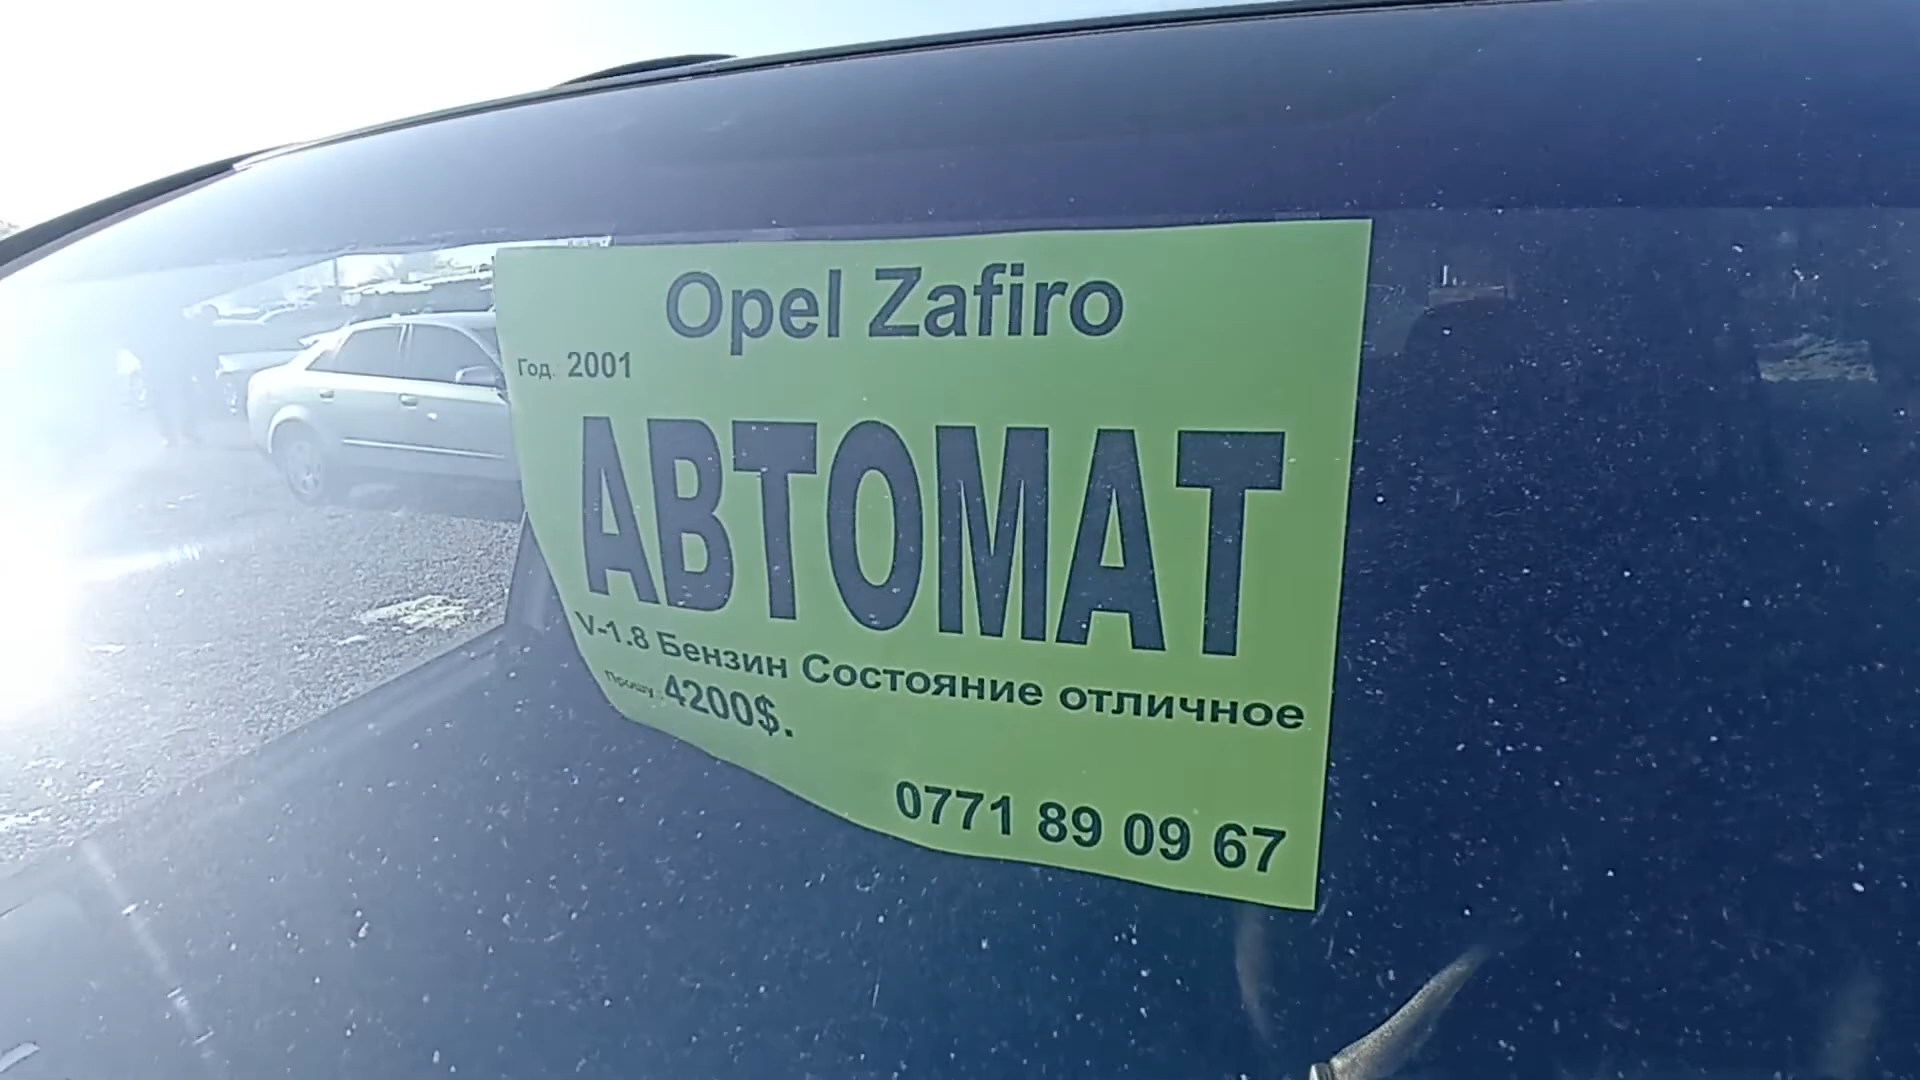 Opel Zafiro
Год. 2001
АВТОМАТ
V-1.8 Бензин Состояние отличное
Прошу. 4200$.
0771 89 09 67